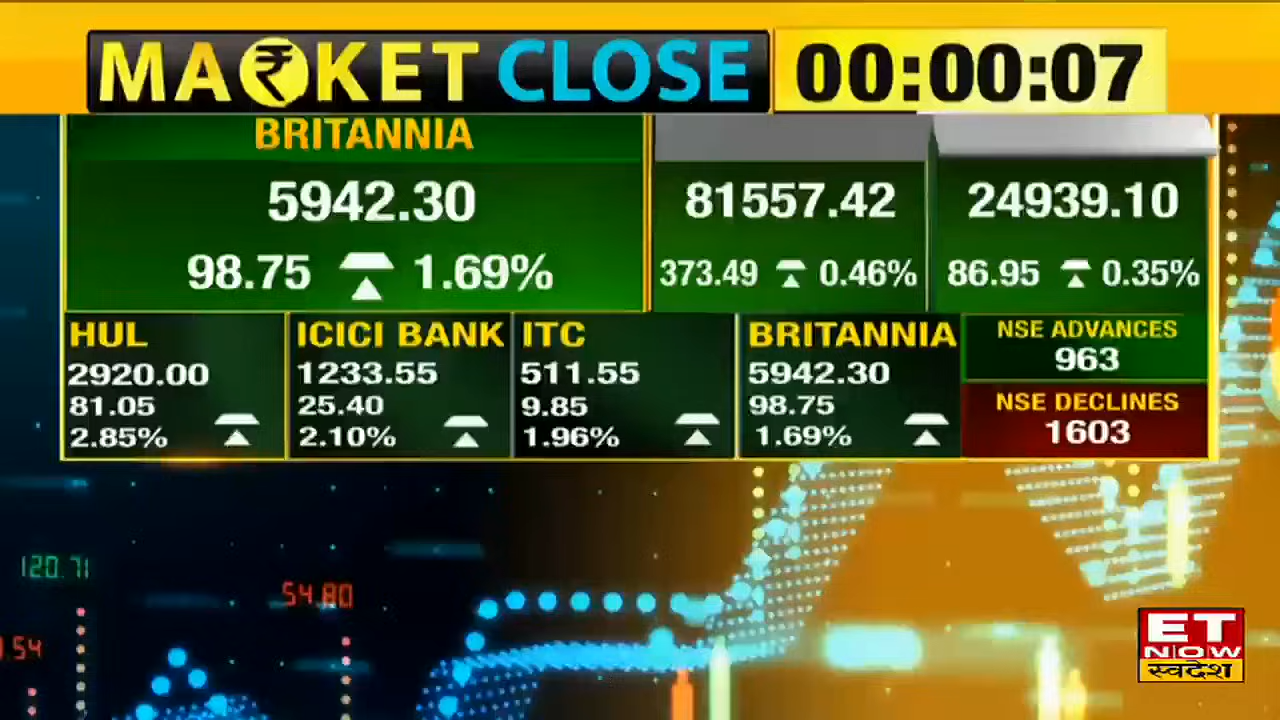 MA₹KET CLOSE
00:00:07
BRITANNIA
5942.30
98.75 1.69%
81557.42
373.49 0.46%
24939.10
86.95 0.35%
HUL
2920.00
81.05
2.85%
ICICI BANK
1233.55
25.40
2.10%
ITC
511.55
9.85
1.96%
BRITANNIA
5942.30
98.75
1.69%
NSE ADVANCES
963
NSE DECLINES
1603
120.71
54.80
.54
ET
NOW
स्वदेश